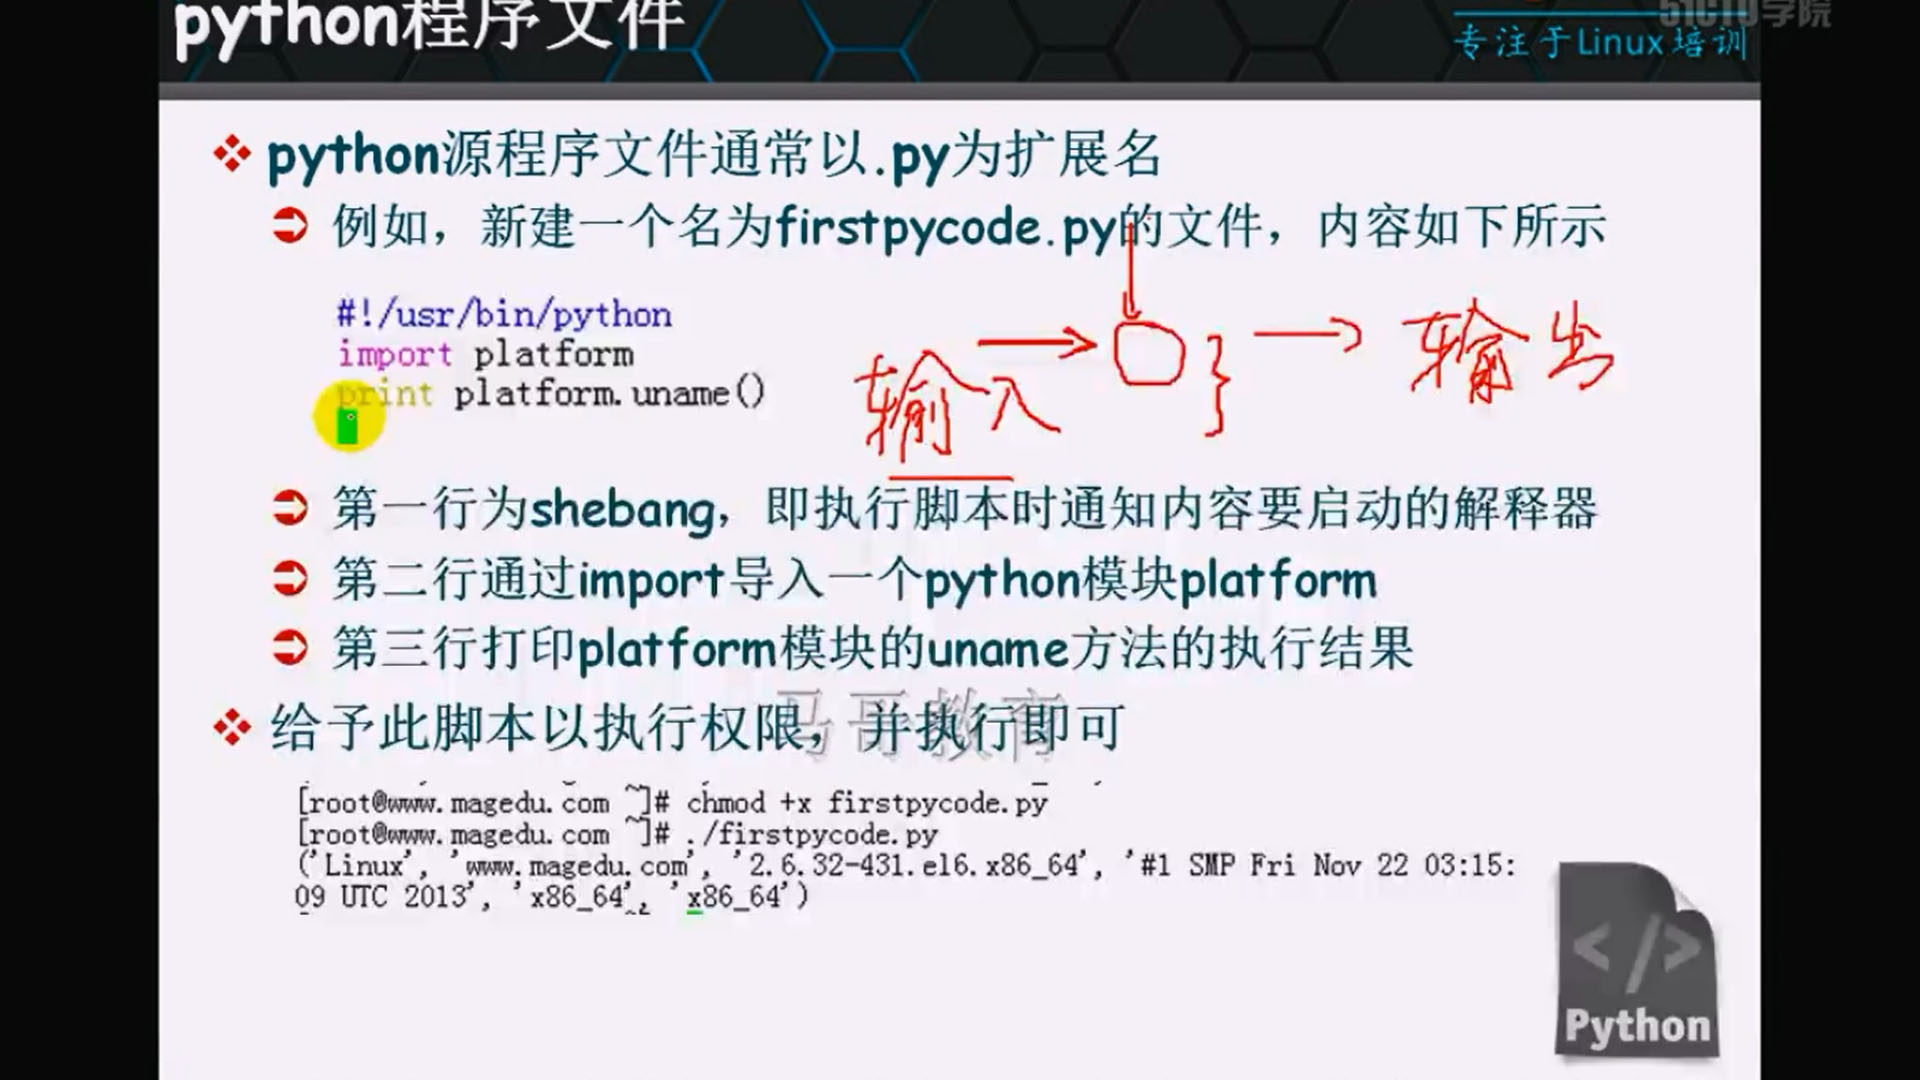 python程序文件
51CTO学院
专注于Linux培训
python源程序文件通常以.py为扩展名
例如，新建一个名为firstpycode.py的文件，内容如下所示
#!/usr/bin/python
import platform
print platform.uname()
输入
输出
第一行为shebang，即执行脚本时通知内容要启动的解释器
第二行通过import导入一个python模块platform
第三行打印platform模块的uname方法的执行结果
马哥教育
给予此脚本以执行权限，并执行即可
[root@www.magedu.com ~]# chmod +x firstpycode.py
[root@www.magedu.com ~]# ./firstpycode.py
('Linux', 'www.magedu.com', '2.6.32-431.el6.x86_64', '#1 SMP Fri Nov 22 03:15:
09 UTC 2013', 'x86_64', 'x86_64')
</>
Python